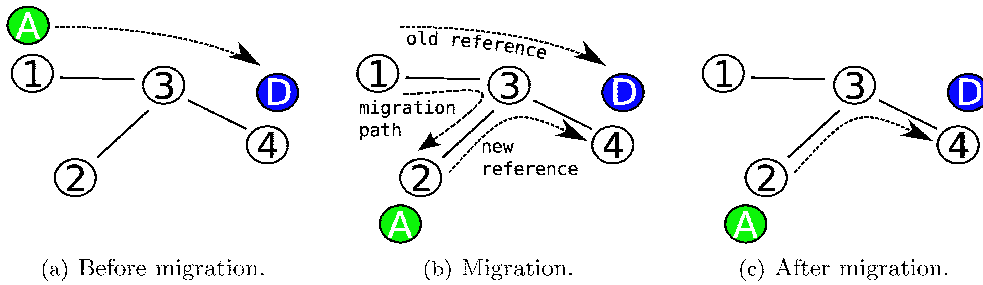 A
1
3
D
4
2
(a) Before migration.
old reference
1
3
D
migration
path
4
new
reference
2
A
(b) Migration.
1
3
D
4
2
A
(c) After migration.